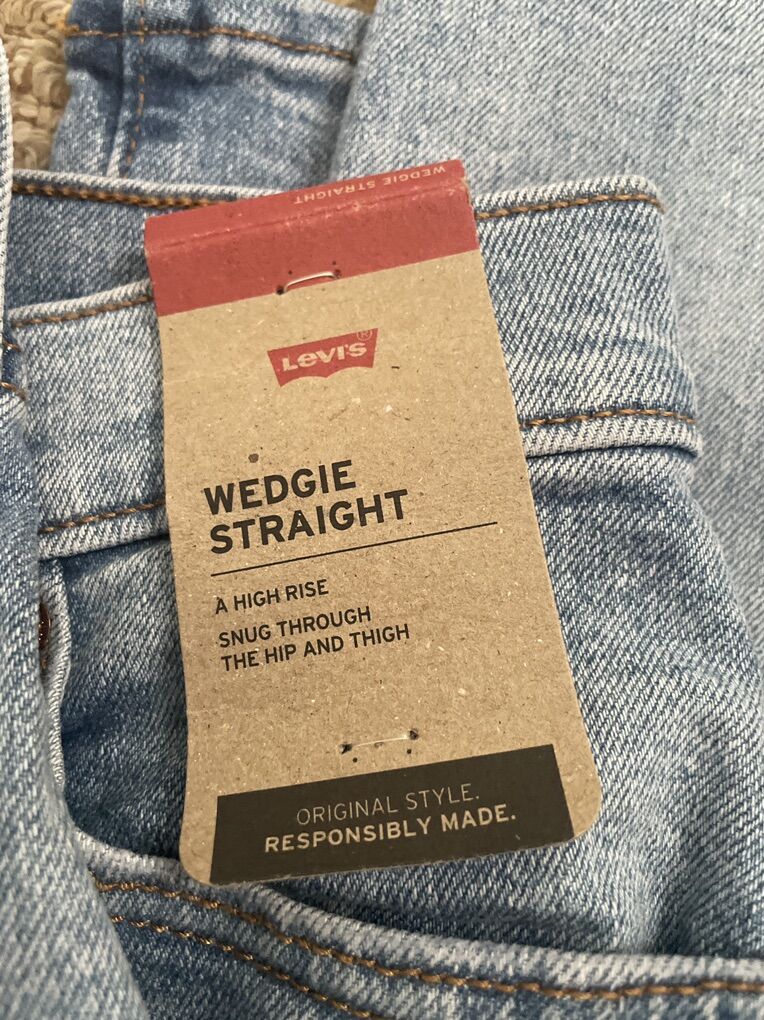 WEDGIE STRAIGHT
LEVI'S®
WEDGIE
STRAIGHT
A HIGH RISE
SNUG THROUGH
THE HIP AND THIGH
ORIGINAL STYLE.
RESPONSIBLY MADE.